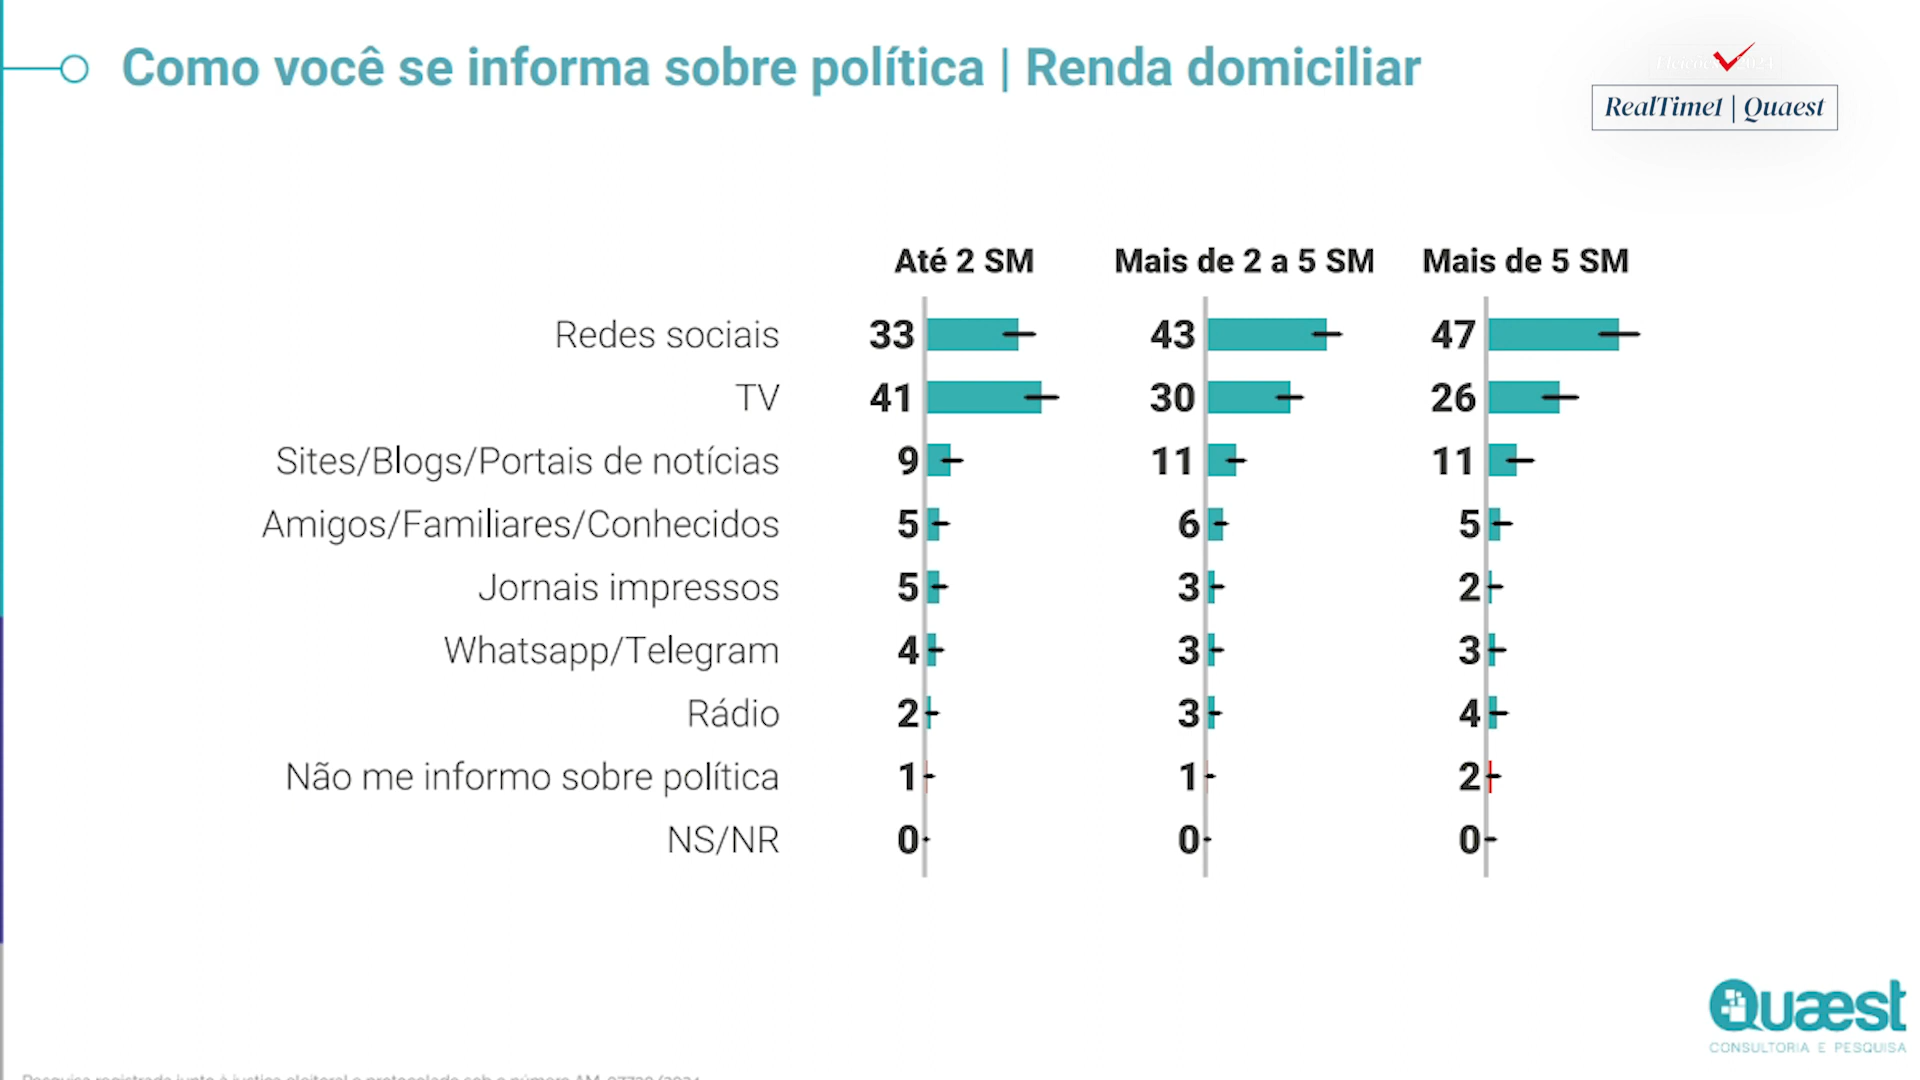 Como você se informa sobre política | Renda domiciliar
RealTime1 | Quaest
Até 2 SM Mais de 2 a 5 SM Mais de 5 SM
Redes sociais 33 43 47
TV 41 30 26
Sites/Blogs/Portais de notícias 9 11 11
Amigos/Familiares/Conhecidos 5 6 5
Jornais impressos 5 3 2
Whatsapp/Telegram 4 3 3
Rádio 2 3 4
Não me informo sobre política 1 1 2
NS/NR 0 0 0
Quaest
CONSULTORIA E PESQUISA